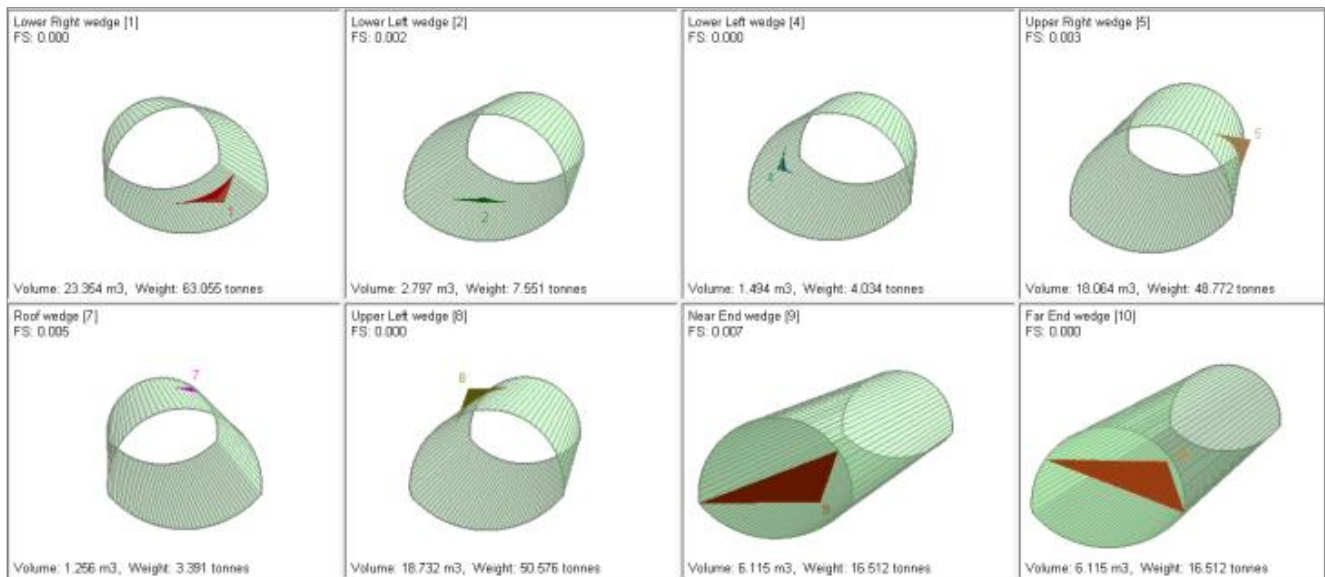 Lower Right wedge [1]
FS: 0.000
1
Volume: 23.354 m3, Weight: 63.055 tonnes
Lower Left wedge [2]
FS: 0.002
2
Volume: 2.797 m3, Weight: 7.551 tonnes
Lower Left wedge [4]
FS: 0.000
4
Volume: 1.494 m3, Weight: 4.034 tonnes
Upper Right wedge [5]
FS: 0.003
5
Volume: 18.064 m3, Weight: 48.772 tonnes
Roof wedge [7]
FS: 0.005
7
Volume: 1.256 m3, Weight: 3.391 tonnes
Upper Left wedge [8]
FS: 0.000
8
Volume: 18.732 m3, Weight: 50.576 tonnes
Near End wedge [9]
FS: 0.007
9
Volume: 6.115 m3, Weight: 16.512 tonnes
Far End wedge [10]
FS: 0.000
10
Volume: 6.115 m3, Weight: 16.512 tonnes